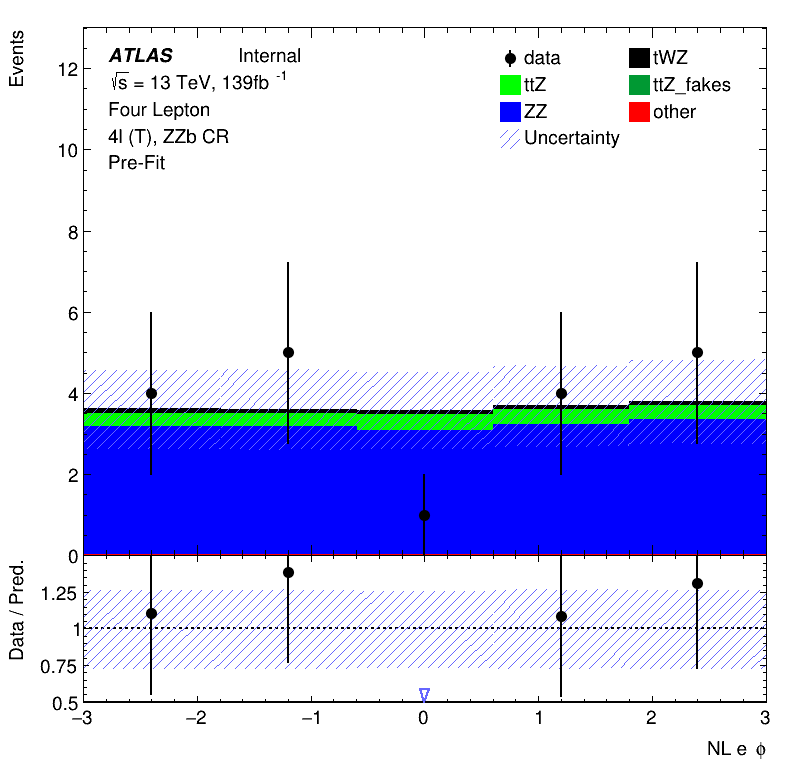 Events
ATLAS Internal
√s = 13 TeV, 139fb -1
Four Lepton
4l (T), ZZb CR
Pre-Fit
data tWZ
ttZ ttZ_fakes
ZZ other
Uncertainty
12
10
8
6
4
2
0
Data / Pred.
1.25
1
0.75
0.5
−3 −2 −1 0 1 2 3
NL e ϕ